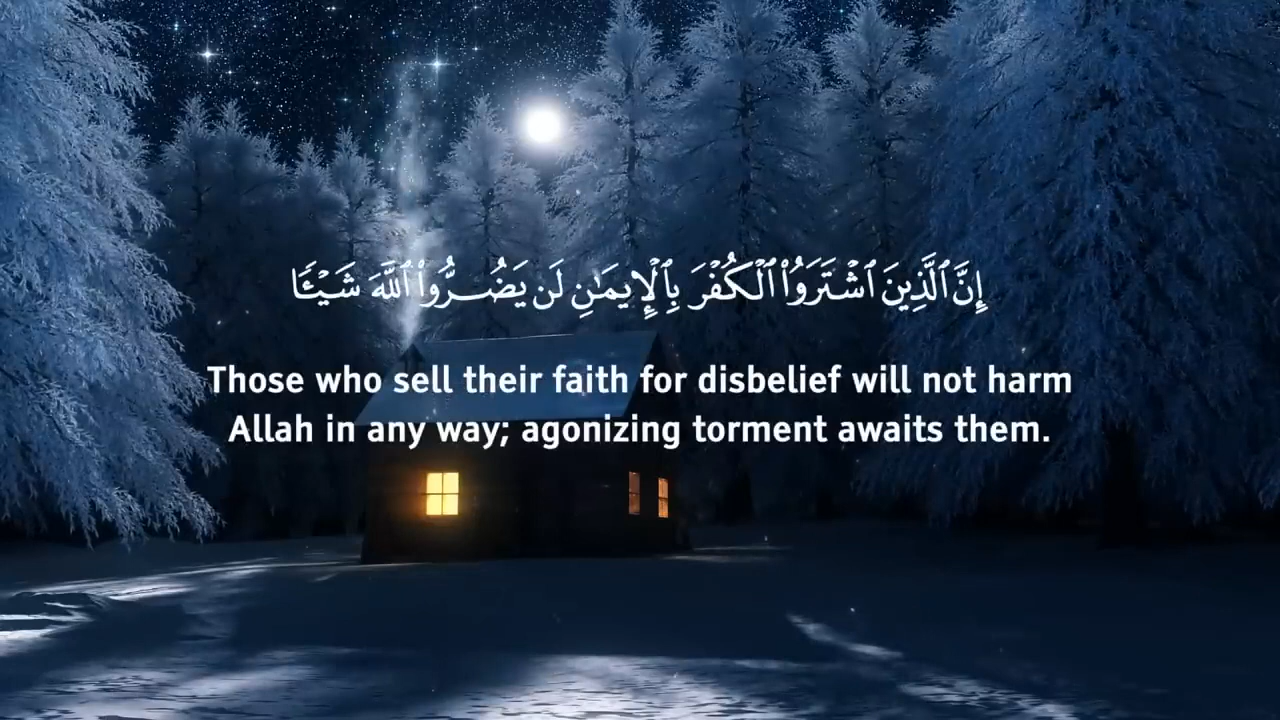 إِنَّ ٱلَّذِينَ ٱشْتَرَوُا۟ ٱلْكُفْرَ بِٱلْإِيمَـٰنِ لَن يَضُرُّوا۟ ٱللَّهَ شَيْـًٔا
Those who sell their faith for disbelief will not harm
Allah in any way; agonizing torment awaits them.